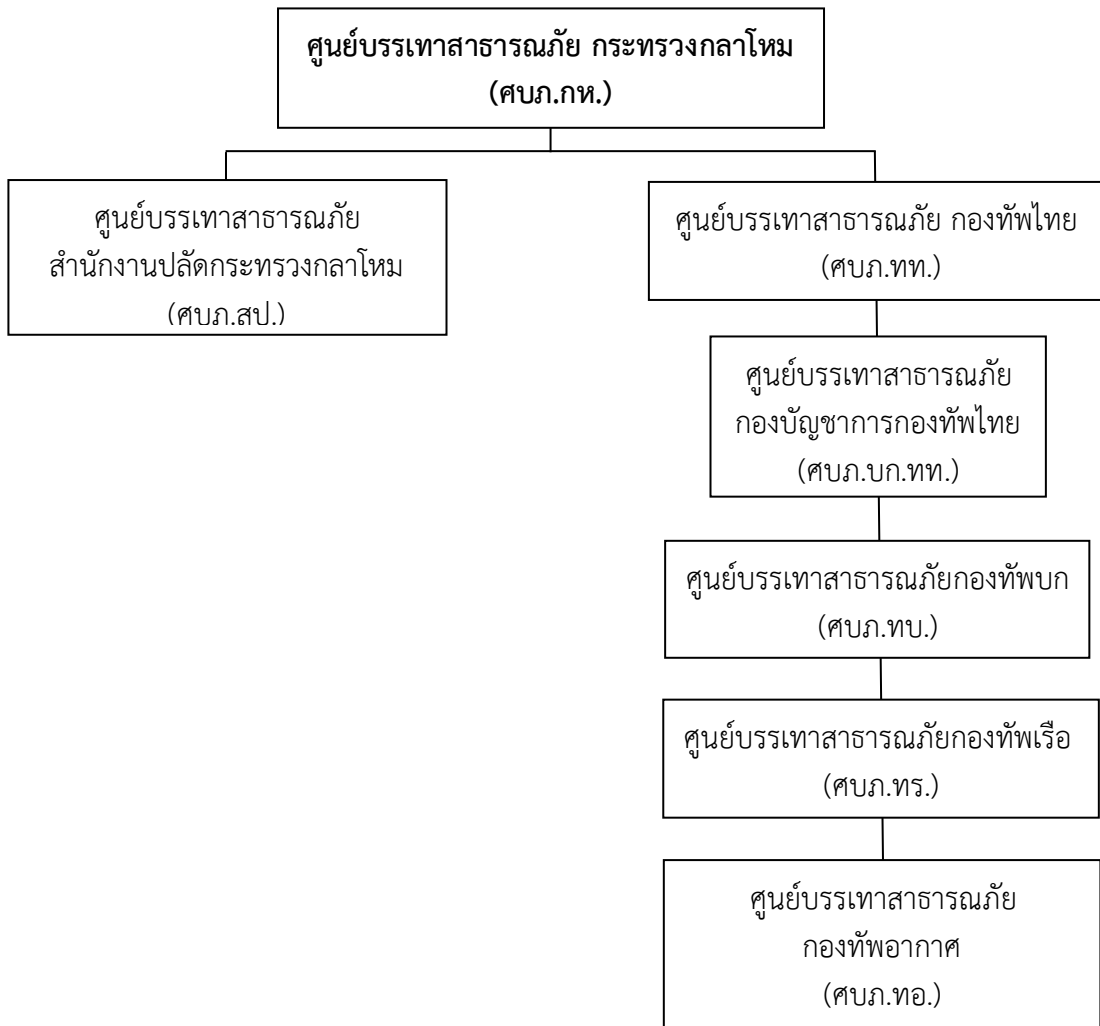 ศูนย์บรรเทาสาธารณภัย กระทรวงกลาโหม
(ศบภ.กห.)
ศูนย์บรรเทาสาธารณภัย
สำนักงานปลัดกระทรวงกลาโหม
(ศบภ.สป.)
ศูนย์บรรเทาสาธารณภัย กองทัพไทย
(ศบภ.ทท.)
ศูนย์บรรเทาสาธารณภัย
กองบัญชาการกองทัพไทย
(ศบภ.บก.ทท.)
ศูนย์บรรเทาสาธารณภัยกองทัพบก
(ศบภ.ทบ.)
ศูนย์บรรเทาสาธารณภัยกองทัพเรือ
(ศบภ.ทร.)
ศูนย์บรรเทาสาธารณภัย
กองทัพอากาศ
(ศบภ.ทอ.)